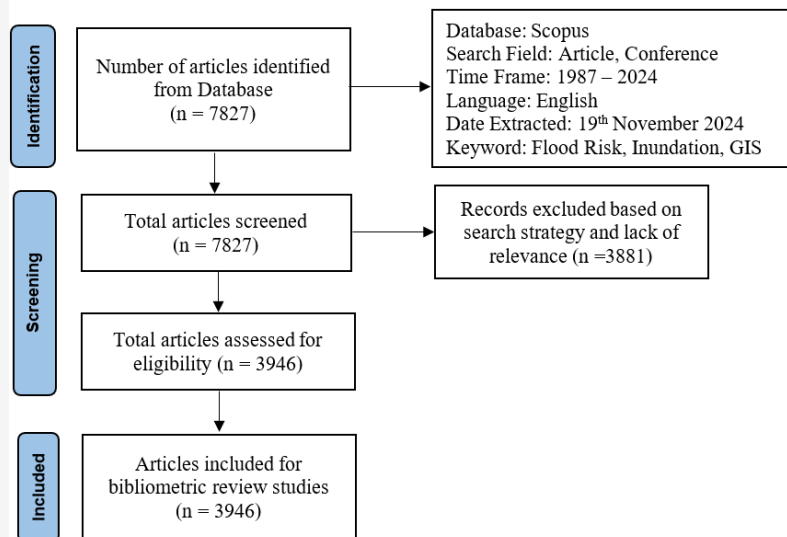 Identification
Number of articles identified
from Database
(n = 7827)
Database: Scopus
Search Field: Article, Conference
Time Frame: 1987 – 2024
Language: English
Date Extracted: 19th November 2024
Keyword: Flood Risk, Inundation, GIS
Screening
Total articles screened
(n = 7827)
Records excluded based on
search strategy and lack of
relevance (n =3881)
Total articles assessed for
eligibility (n = 3946)
Included
Articles included for
bibliometric review studies
(n = 3946)